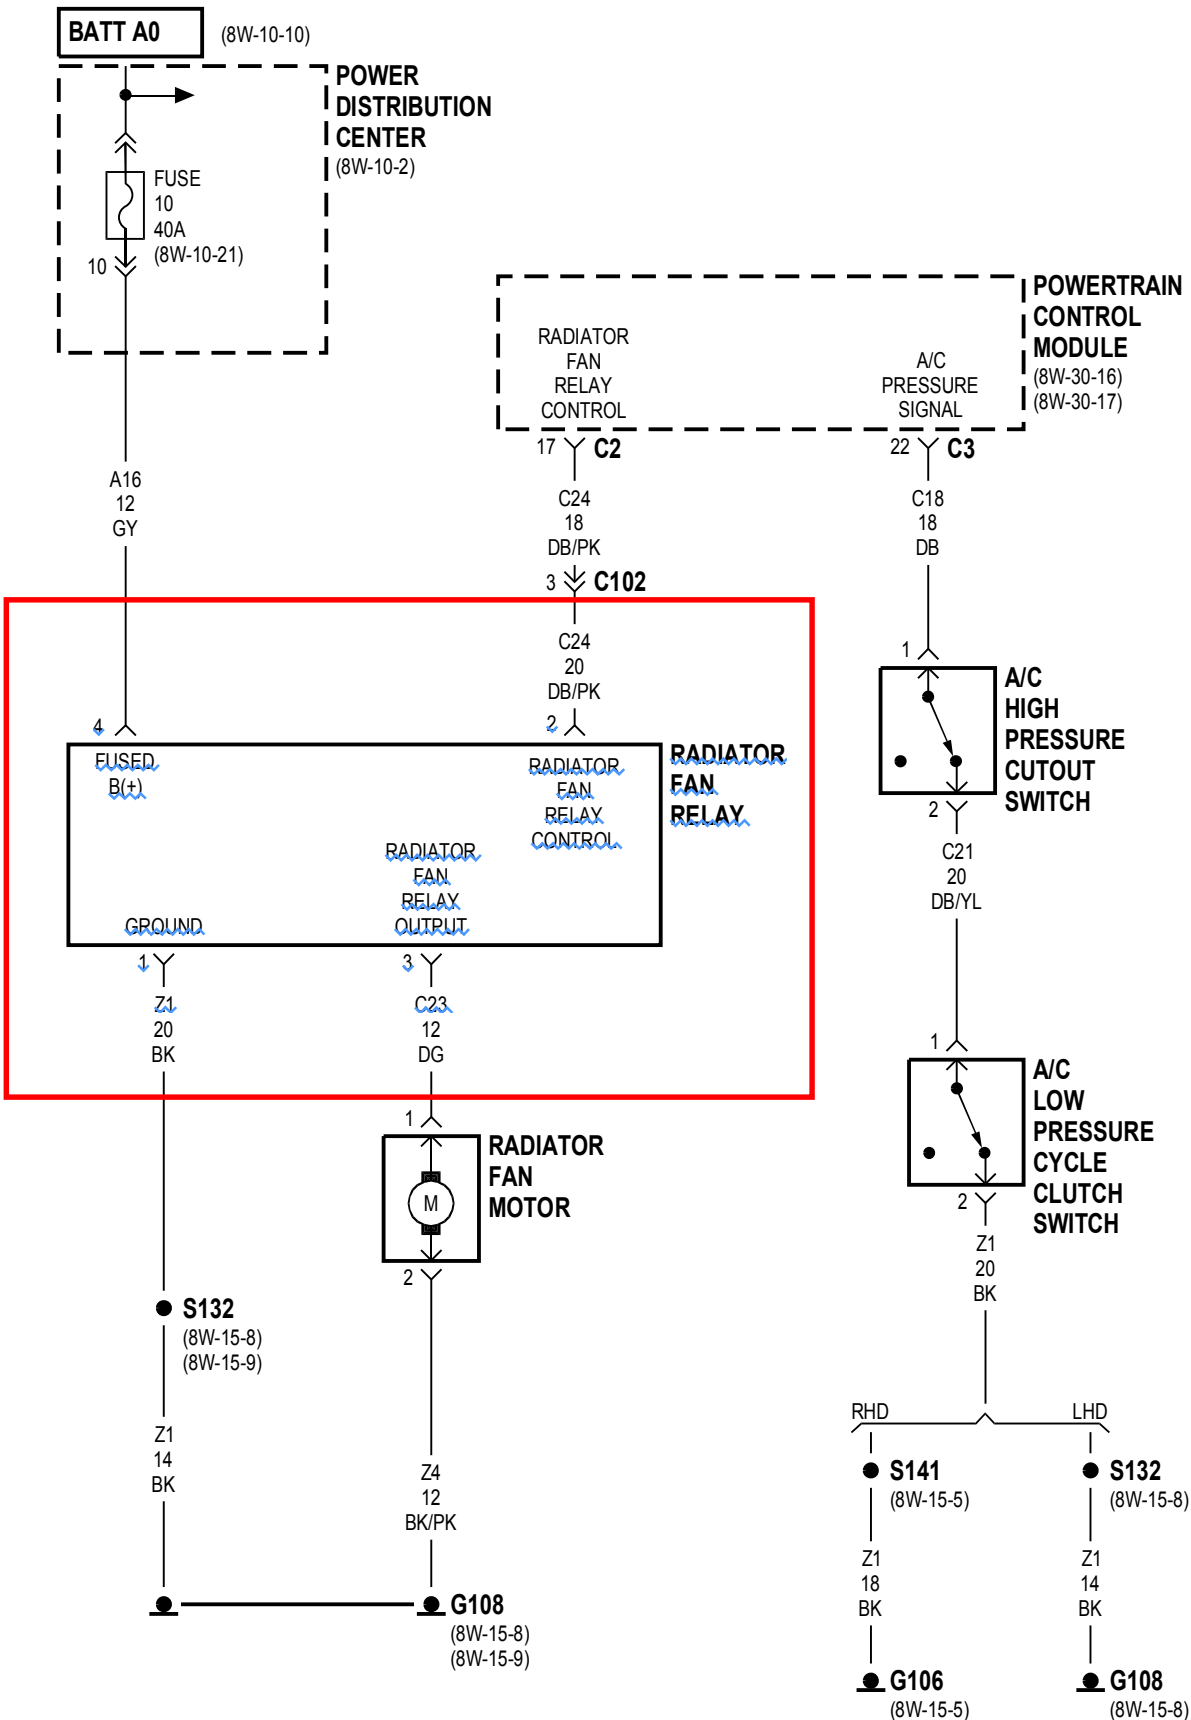 BATT A0
(8W-10-10)
POWER
DISTRIBUTION
CENTER
(8W-10-2)
FUSE
10
40A
(8W-10-21)
10
A16
12
GY
POWERTRAIN
CONTROL
MODULE
(8W-30-16)
(8W-30-17)
RADIATOR
FAN
RELAY
CONTROL
A/C
PRESSURE
SIGNAL
17 C2
22 C3
C24
18
DB/PK
C18
18
DB
3 C102
C24
20
DB/PK
4
2
FUSED
B(+)
RADIATOR
FAN
RELAY
CONTROL
RADIATOR
FAN
RELAY
RADIATOR
FAN
RELAY
OUTPUT
GROUND
1
3
Z1
20
BK
C23
12
DG
1
A/C
HIGH
PRESSURE
CUTOUT
SWITCH
2
C21
20
DB/YL
1
A/C
LOW
PRESSURE
CYCLE
CLUTCH
SWITCH
2
Z1
20
BK
1
RADIATOR
FAN
MOTOR
M
2
S132
(8W-15-8)
(8W-15-9)
Z1
14
BK
Z4
12
BK/PK
G108
(8W-15-8)
(8W-15-9)
RHD
LHD
S141
(8W-15-5)
S132
(8W-15-8)
Z1
18
BK
Z1
14
BK
G106
(8W-15-5)
G108
(8W-15-8)